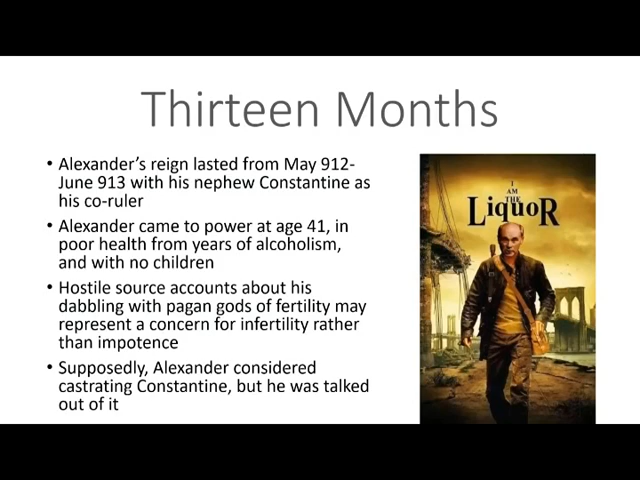 Thirteen Months
• Alexander's reign lasted from May 912-
June 913 with his nephew Constantine as
his co-ruler
• Alexander came to power at age 41, in
poor health from years of alcoholism,
and with no children
• Hostile source accounts about his
dabbling with pagan gods of fertility may
represent a concern for infertility rather
than impotence
• Supposedly, Alexander considered
castrating Constantine, but he was talked
out of it
I
AM
THE
LiquoR